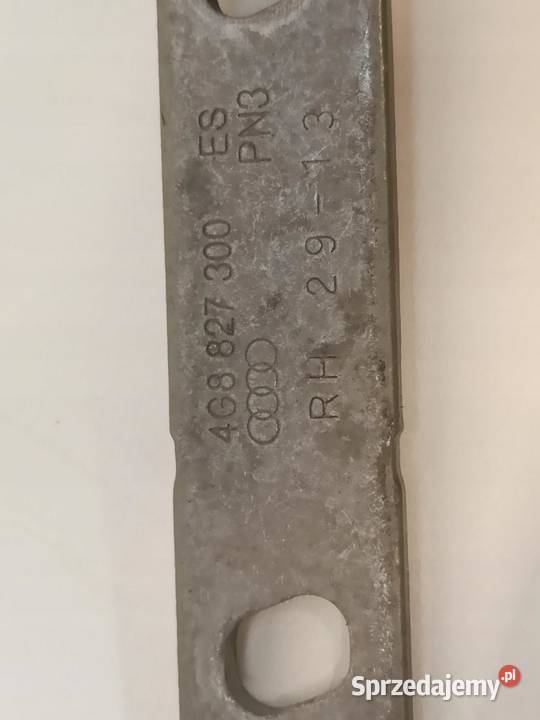 4G8 827 300 ES
PN3
RH 29-13
Sprzedajemy.pl